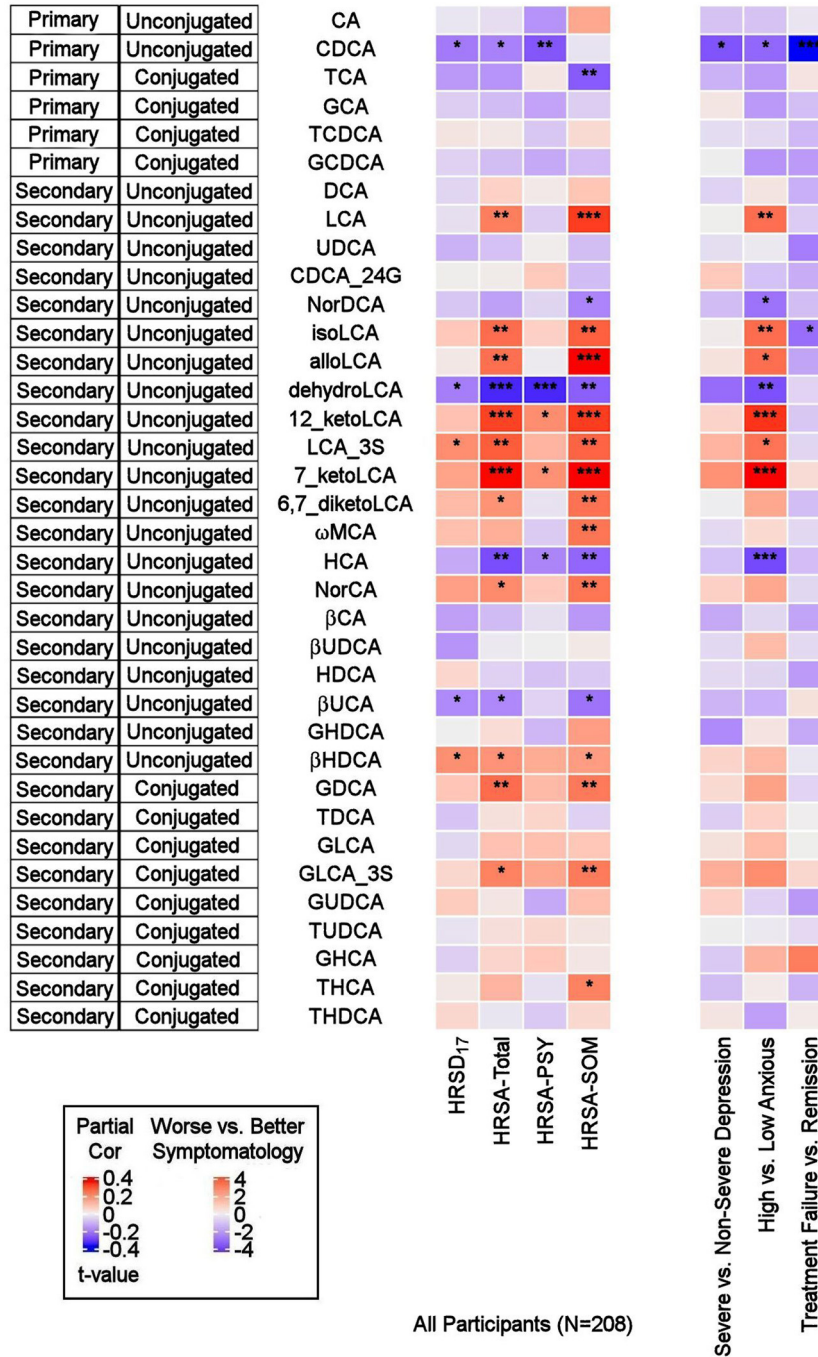 Primary Unconjugated CA
Primary Unconjugated CDCA * * ** * * ***
Primary Conjugated TCA **
Primary Conjugated GCA
Primary Conjugated TCDCA
Primary Conjugated GCDCA
Secondary Unconjugated DCA
Secondary Unconjugated LCA ** *** **
Secondary Unconjugated UDCA
Secondary Unconjugated CDCA_24G
Secondary Unconjugated NorDCA * *
Secondary Unconjugated isoLCA ** ** ** *
Secondary Unconjugated alloLCA ** *** *
Secondary Unconjugated dehydroLCA * *** *** ** **
Secondary Unconjugated 12_ketoLCA *** * *** ***
Secondary Unconjugated LCA_3S * ** ** *
Secondary Unconjugated 7_ketoLCA *** * *** ***
Secondary Unconjugated 6,7_diketoLCA * **
Secondary Unconjugated ωMCA **
Secondary Unconjugated HCA ** * ** ***
Secondary Unconjugated NorCA * **
Secondary Unconjugated βCA
Secondary Unconjugated βUDCA
Secondary Unconjugated HDCA
Secondary Unconjugated βUCA * * *
Secondary Unconjugated GHDCA
Secondary Unconjugated βHDCA * * *
Secondary Conjugated GDCA ** **
Secondary Conjugated TDCA
Secondary Conjugated GLCA
Secondary Conjugated GLCA_3S * **
Secondary Conjugated GUDCA
Secondary Conjugated TUDCA
Secondary Conjugated GHCA
Secondary Conjugated THCA *
Secondary Conjugated THDCA
HRSD17
HRSA-Total
HRSA-PSY
HRSA-SOM
Severe vs. Non-Severe Depression
High vs. Low Anxious
Treatment Failure vs. Remission
Partial Worse vs. Better
Cor Symptomatology
0.4 4
0.2 2
0 0
-0.2 -2
-0.4 -4
t-value
All Participants (N=208)